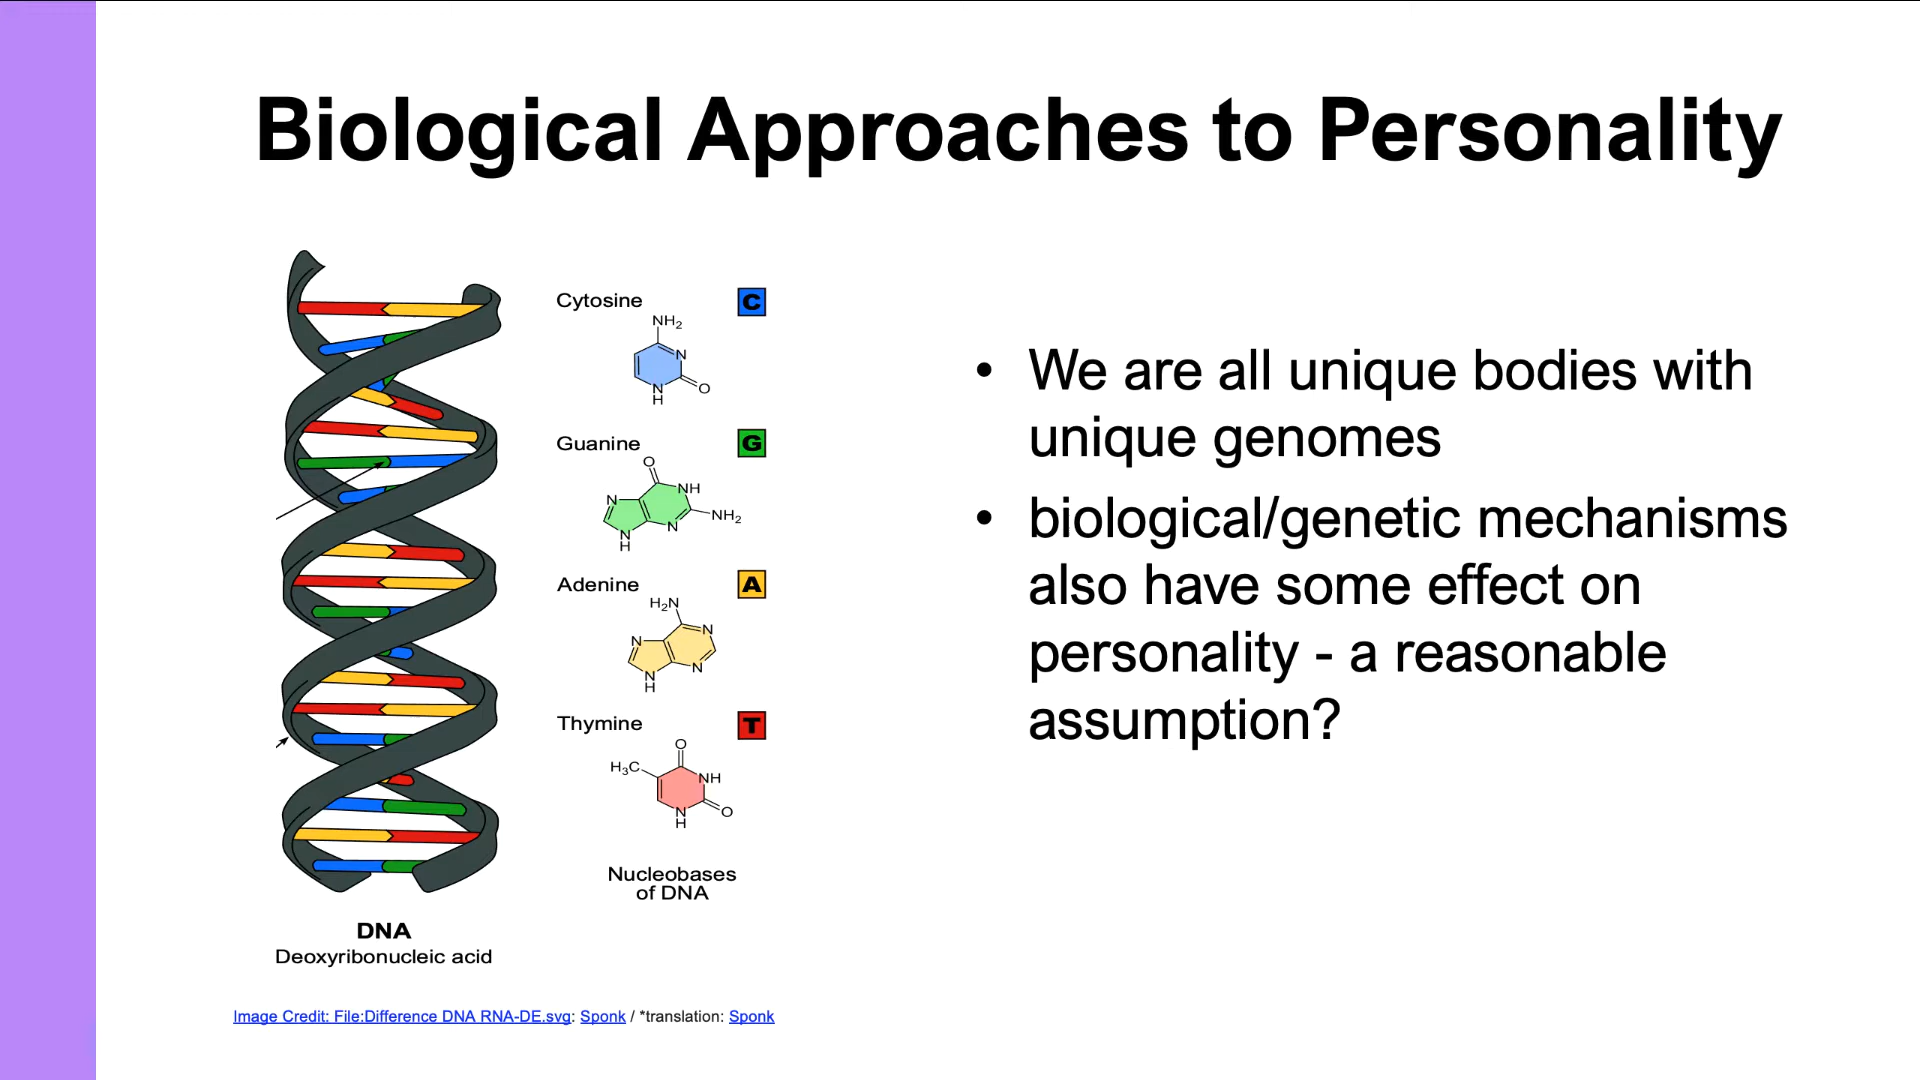 Biological Approaches to Personality
Cytosine
C
NH2
N
N
H
O
Guanine
G
O
N
NH
N
H
N
NH2
Adenine
A
H2N
N
N
N
H
N
Thymine
T
O
H3C
NH
N
H
O
Nucleobases
of DNA
DNA
Deoxyribonucleic acid
Image Credit: File:Difference DNA RNA-DE.svg: Sponk / *translation: Sponk
• We are all unique bodies with
unique genomes
• biological/genetic mechanisms
also have some effect on
personality - a reasonable
assumption?